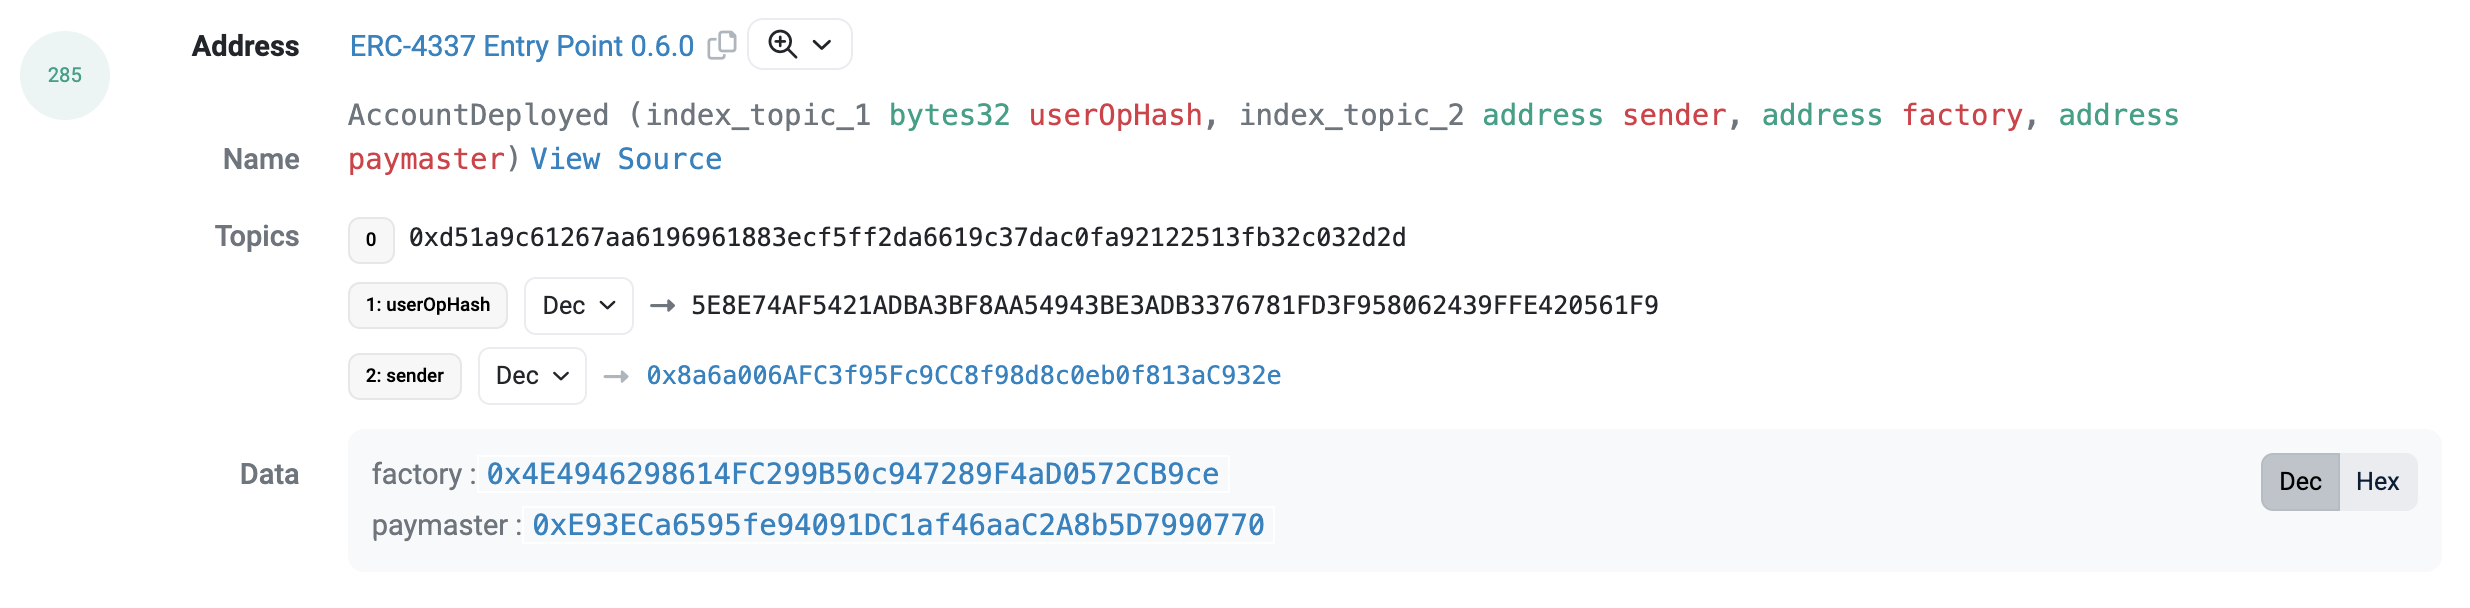 285
Address ERC-4337 Entry Point 0.6.0
AccountDeployed (index_topic_1 bytes32 userOpHash, index_topic_2 address sender, address factory, address
Name paymaster) View Source
Topics 0 0xd51a9c61267aa6196961883ecf5ff2da6619c37dac0fa92122513fb32c032d2d
1: userOpHash Dec → 5E8E74AF5421ADBA3BF8AA54943BE3ADB3376781FD3F958062439FFE420561F9
2: sender Dec → 0x8a6a006AFC3f95Fc9CC8f98d8c0eb0f813aC932e
Data factory : 0x4E4946298614FC299B50c947289F4aD0572CB9ce
Dec Hex
paymaster : 0xE93ECa6595fe94091DC1af46aaC2A8b5D7990770